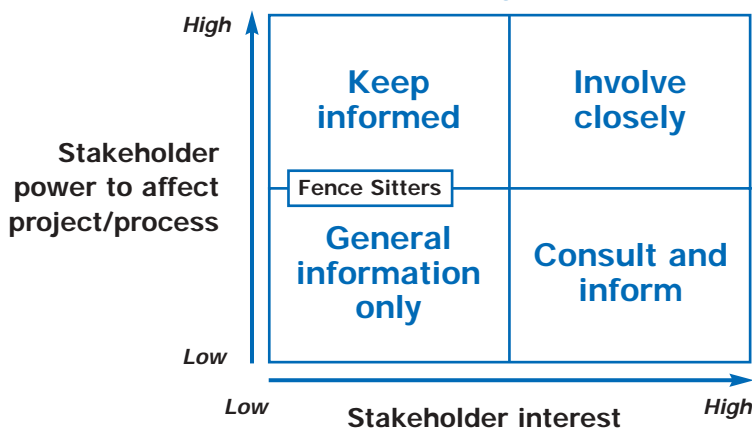 High
Keep
informed
Involve
closely
Stakeholder
power to affect
project/process
Fence Sitters
General
information
only
Consult and
inform
Low
Low
Stakeholder interest
High